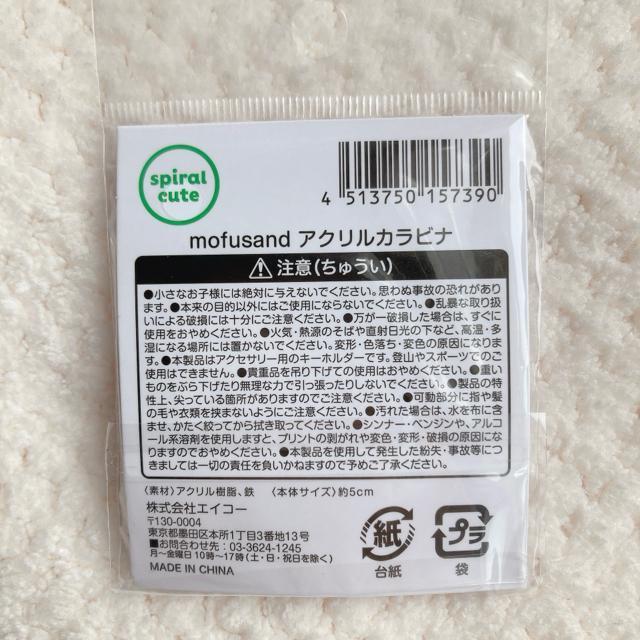 spiral
cute
4 513750 157390
mofusand アクリルカラビナ
注意(ちゅうい)
●小さなお子様には絶対に与えないでください。思わぬ事故の恐れがありま
す。●本来の目的以外にはご使用にならないでください。●乱暴な取り扱
いによる破損には十分にご注意ください。●万が一破損した場合は、すぐに
使用をおやめください。●火気・熱源のそばや直射日光の下など、高温・多
湿になる場所には置かないでください。変形・色落ち・変色の原因になりま
す。●本製品はアクセサリー用のキーホルダーです。登山やスポーツでのご
使用はできません。●貴重品を吊り下げての使用はおやめください。●重い
ものをぶら下げたり無理な力で引っ張ったりしないでください。●製品の特
性上、尖っている箇所がありますのでご注意ください。●可動部分に指や髪
の毛や衣類を挟まないようにご注意ください。●汚れた場合は、水を布に含
ませ、かたく絞ってから拭き取ってください。●シンナー・ベンジンや、アルコ
ール系溶剤を使用しますと、プリントの剥がれや変色・変形・破損の原因に
なりますのでおやめください。●本製品を使用して発生した紛失・事故等に
つきましては一切の責任を負いかねますので予めご了承ください。
〈素材〉アクリル樹脂、鉄 〈本体サイズ〉約5cm
株式会社エイコー
〒130-0004
東京都墨田区本所1丁目3番地13号
■お問合わせ先 03-3624-1245
月~金曜日 10時~17時(土・日・祝日を除く)
MADE IN CHINA
紙
台紙
プラ
袋